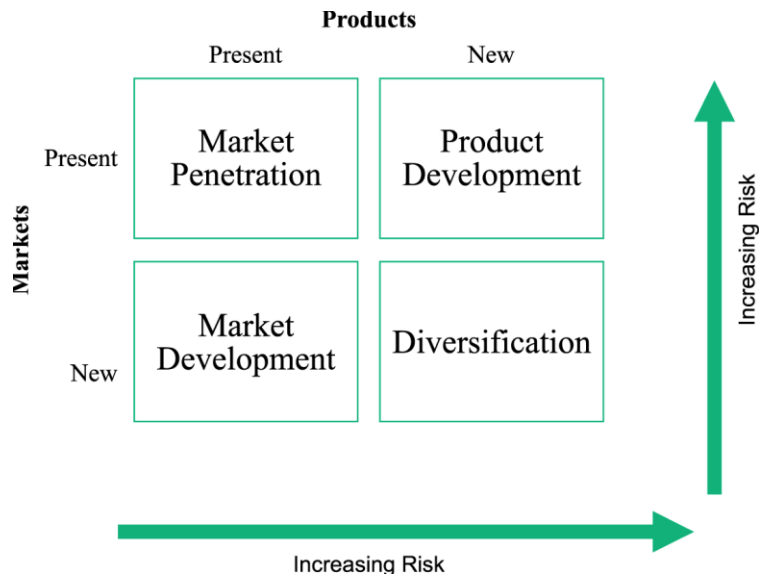 Products
Present
New
Present
Market
Penetration
Product
Development
Markets
New
Market
Development
Diversification
Increasing Risk
Increasing Risk